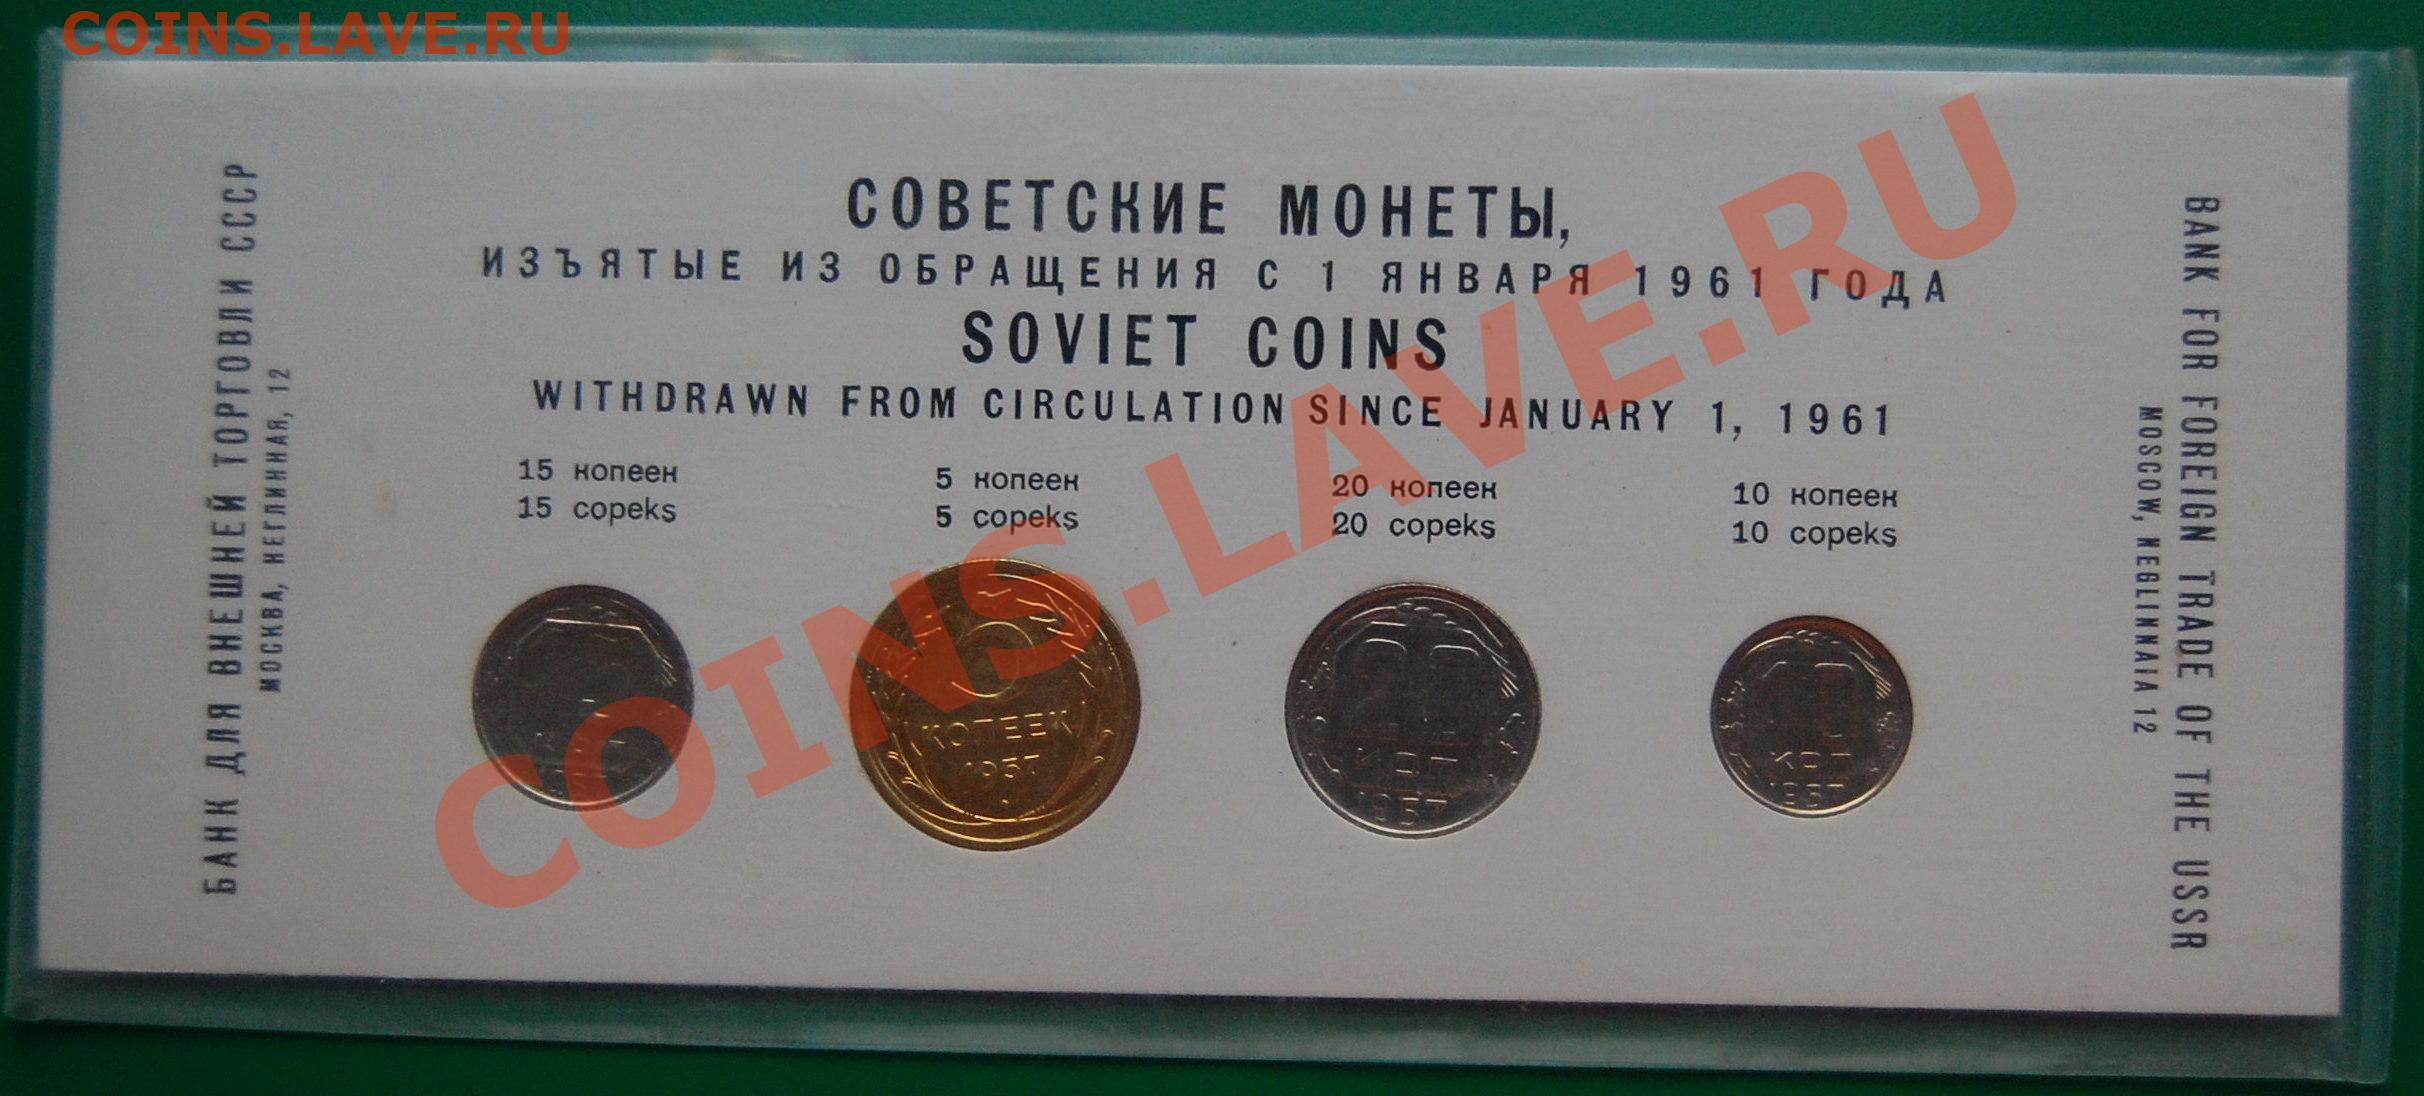 COINS.LAVE.RU
БАНК ДЛЯ ВНЕШНЕЙ ТОРГОВЛИ СССР
МОСКВА, НЕГЛИННАЯ, 12
СОВЕТСКИЕ МОНЕТЫ,
ИЗЪЯТЫЕ ИЗ ОБРАЩЕНИЯ С 1 ЯНВАРЯ 1961 ГОДА
SOVIET COINS
WITHDRAWN FROM CIRCULATION SINCE JANUARY 1, 1961
15 копеек
15 copeks
5 копеек
5 copeks
20 копеек
20 copeks
10 копеек
10 copeks
5
КОПЕЕК
1957
20
КОП
1957
10
КОП
1957
BANK FOR FOREIGN TRADE OF THE USSR
MOSCOW, NEGLINNAIA 12
COINS.LAVE.RU